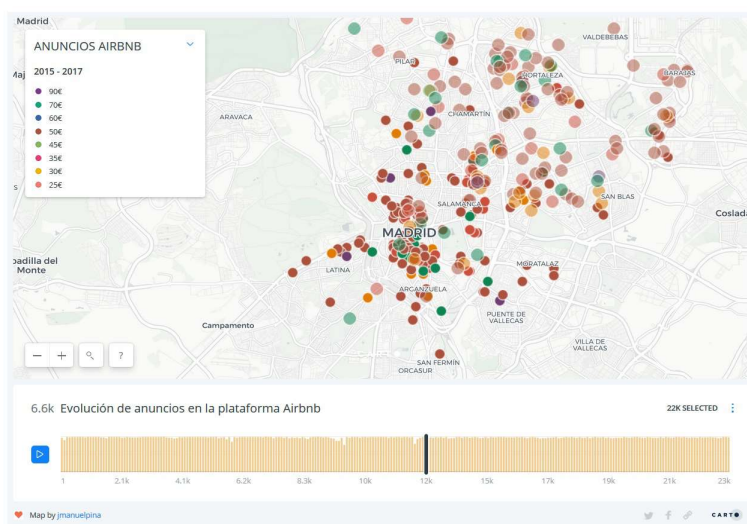 Madrid
ANUNCIOS AIRBNB
2015 - 2017
90€
70€
60€
50€
45€
35€
30€
25€
VALDEBEBAS
PILAR
HORTALEZA
BARAJAS
ARAVACA
CHAMARTÍN
SALAMANCA
SAN BLAS
MADRID
LATINA
MORATALAZ
ARGANZUELA
PUENTE DE
VALLECAS
Campamento
VILLA DE
VALLECAS
SAN FERMÍN
ORCASUR
Monte
6.6k Evolución de anuncios en la plataforma Airbnb
22K SELECTED
1 2.1k 4.1k 6.2k 8.3k 10k 12k 15k 17k 19k 21k 23k
Map by jmanuelpina
CARTO